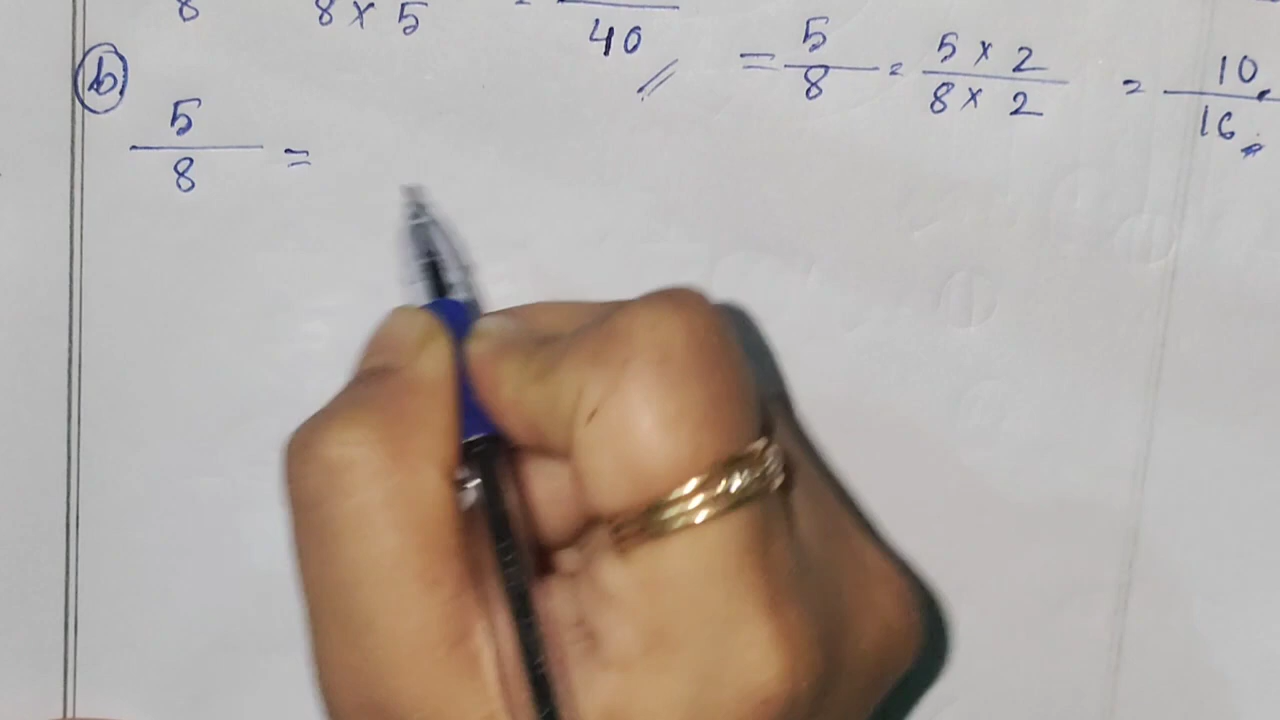 8 8 × 5 = 40
= 5/8 = 5 × 2 / 8 × 2 = 10/16
(b) 5/8 =